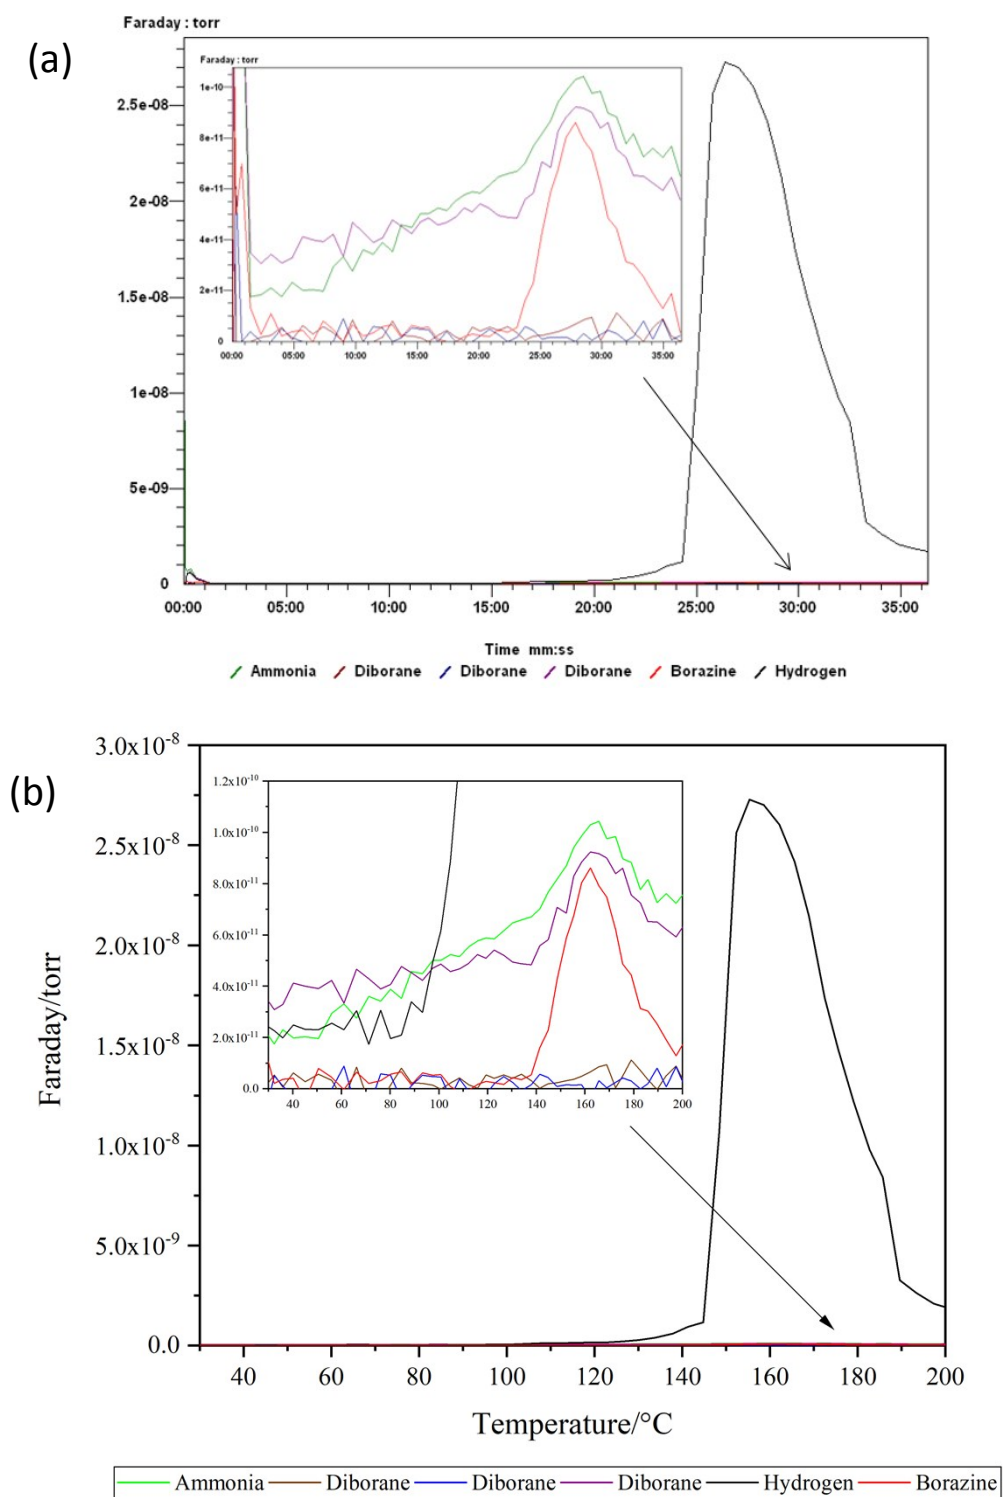 Faraday : torr
(a)
Faraday : torr
1e-10
8e-11
6e-11
4e-11
2e-11
0
00:00 05:00 10:00 15:00 20:00 25:00 30:00 35:00
2.5e-08
2e-08
1.5e-08
1e-08
5e-09
0
00:00 05:00 10:00 15:00 20:00 25:00 30:00 35:00
Time mm:ss
Ammonia Diborane Diborane Diborane Borazine Hydrogen
(b)
3.0x10-8
2.5x10-8
2.0x10-8
1.5x10-8
1.0x10-8
5.0x10-9
0.0
Faraday/torr
1.2x10-10
1.0x10-10
8.0x10-11
6.0x10-11
4.0x10-11
2.0x10-11
0.0
40 60 80 100 120 140 160 180 200
40 60 80 100 120 140 160 180 200
Temperature/°C
Ammonia Diborane Diborane Diborane Hydrogen Borazine